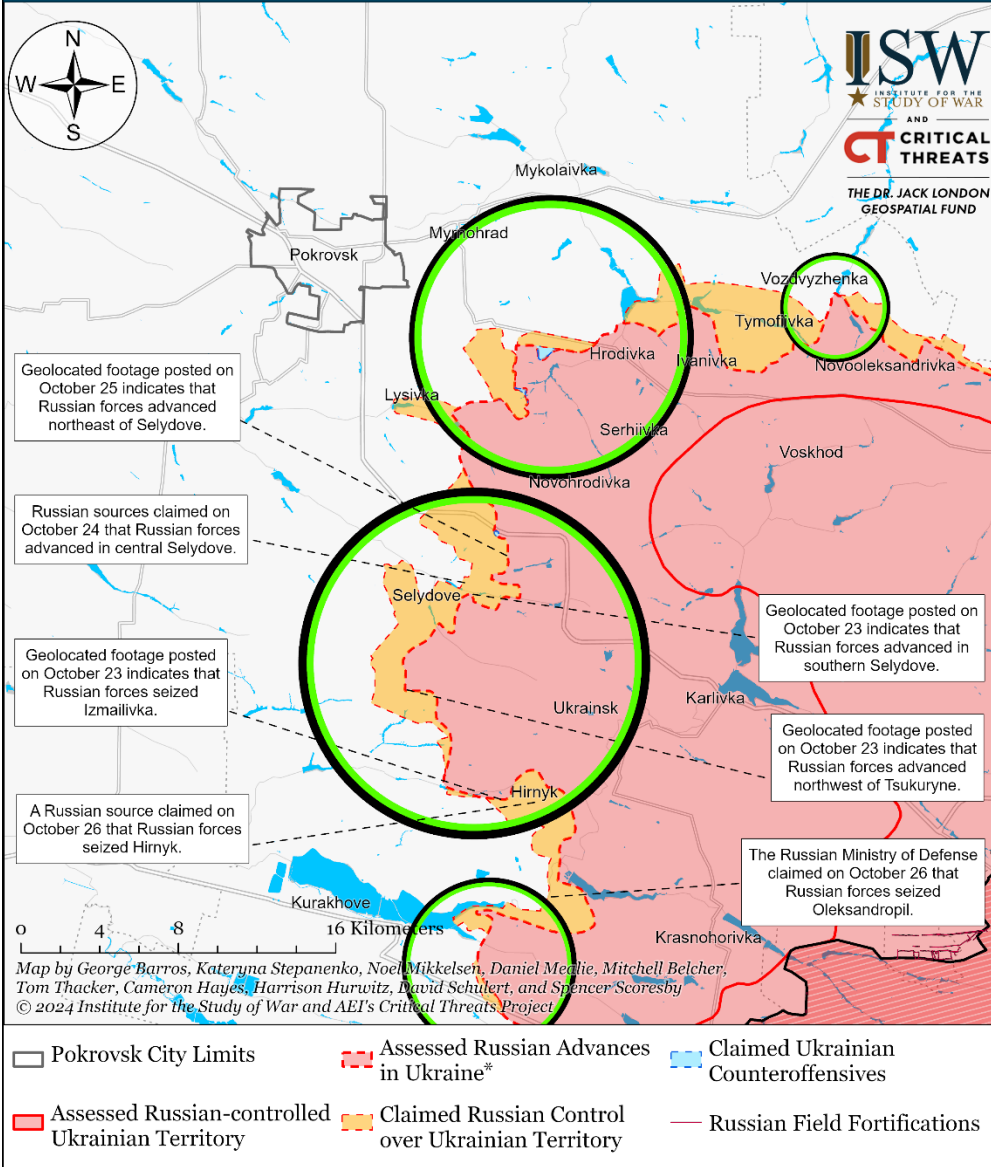 N
W
E
S
ISW
INSTITUTE FOR THE
STUDY OF WAR
AND
CT CRITICAL
THREATS
THE DR. JACK LONDON
GEOSPATIAL FUND
Mykolaivka
Myrnohrad
Pokrovsk
Vozdvyzhenka
Tymofiivka
Hrodivka
Ivanivka
Novooleksandrivka
Geolocated footage posted on
October 25 indicates that
Russian forces advanced
northeast of Selydove.
Lysivka
Serhiivka
Voskhod
Novohrodivka
Russian sources claimed on
October 24 that Russian forces
advanced in central Selydove.
Selydove
Geolocated footage posted on
October 23 indicates that
Russian forces advanced in
southern Selydove.
Geolocated footage posted
on October 23 indicates that
Russian forces seized
Izmailivka.
Karlivka
Ukrainsk
Geolocated footage posted
on October 23 indicates that
Russian forces advanced
northwest of Tsukuryne.
Hirnyk
A Russian source claimed on
October 26 that Russian forces
seized Hirnyk.
The Russian Ministry of Defense
claimed on October 26 that
Russian forces seized
Oleksandropil.
Kurakhove
0 4 8 16 Kilometers
Krasnohorivka
Map by George Barros, Kateryna Stepanenko, Noel Mikkelsen, Daniel Mealie, Mitchell Belcher,
Tom Thacker, Cameron Hayes, Harrison Hurwitz, David Schulert, and Spencer Scoresby
© 2024 Institute for the Study of War and AEI's Critical Threats Project
Pokrovsk City Limits
Assessed Russian Advances
in Ukraine*
Claimed Ukrainian
Counteroffensives
Assessed Russian-controlled
Ukrainian Territory
Claimed Russian Control
over Ukrainian Territory
Russian Field Fortifications